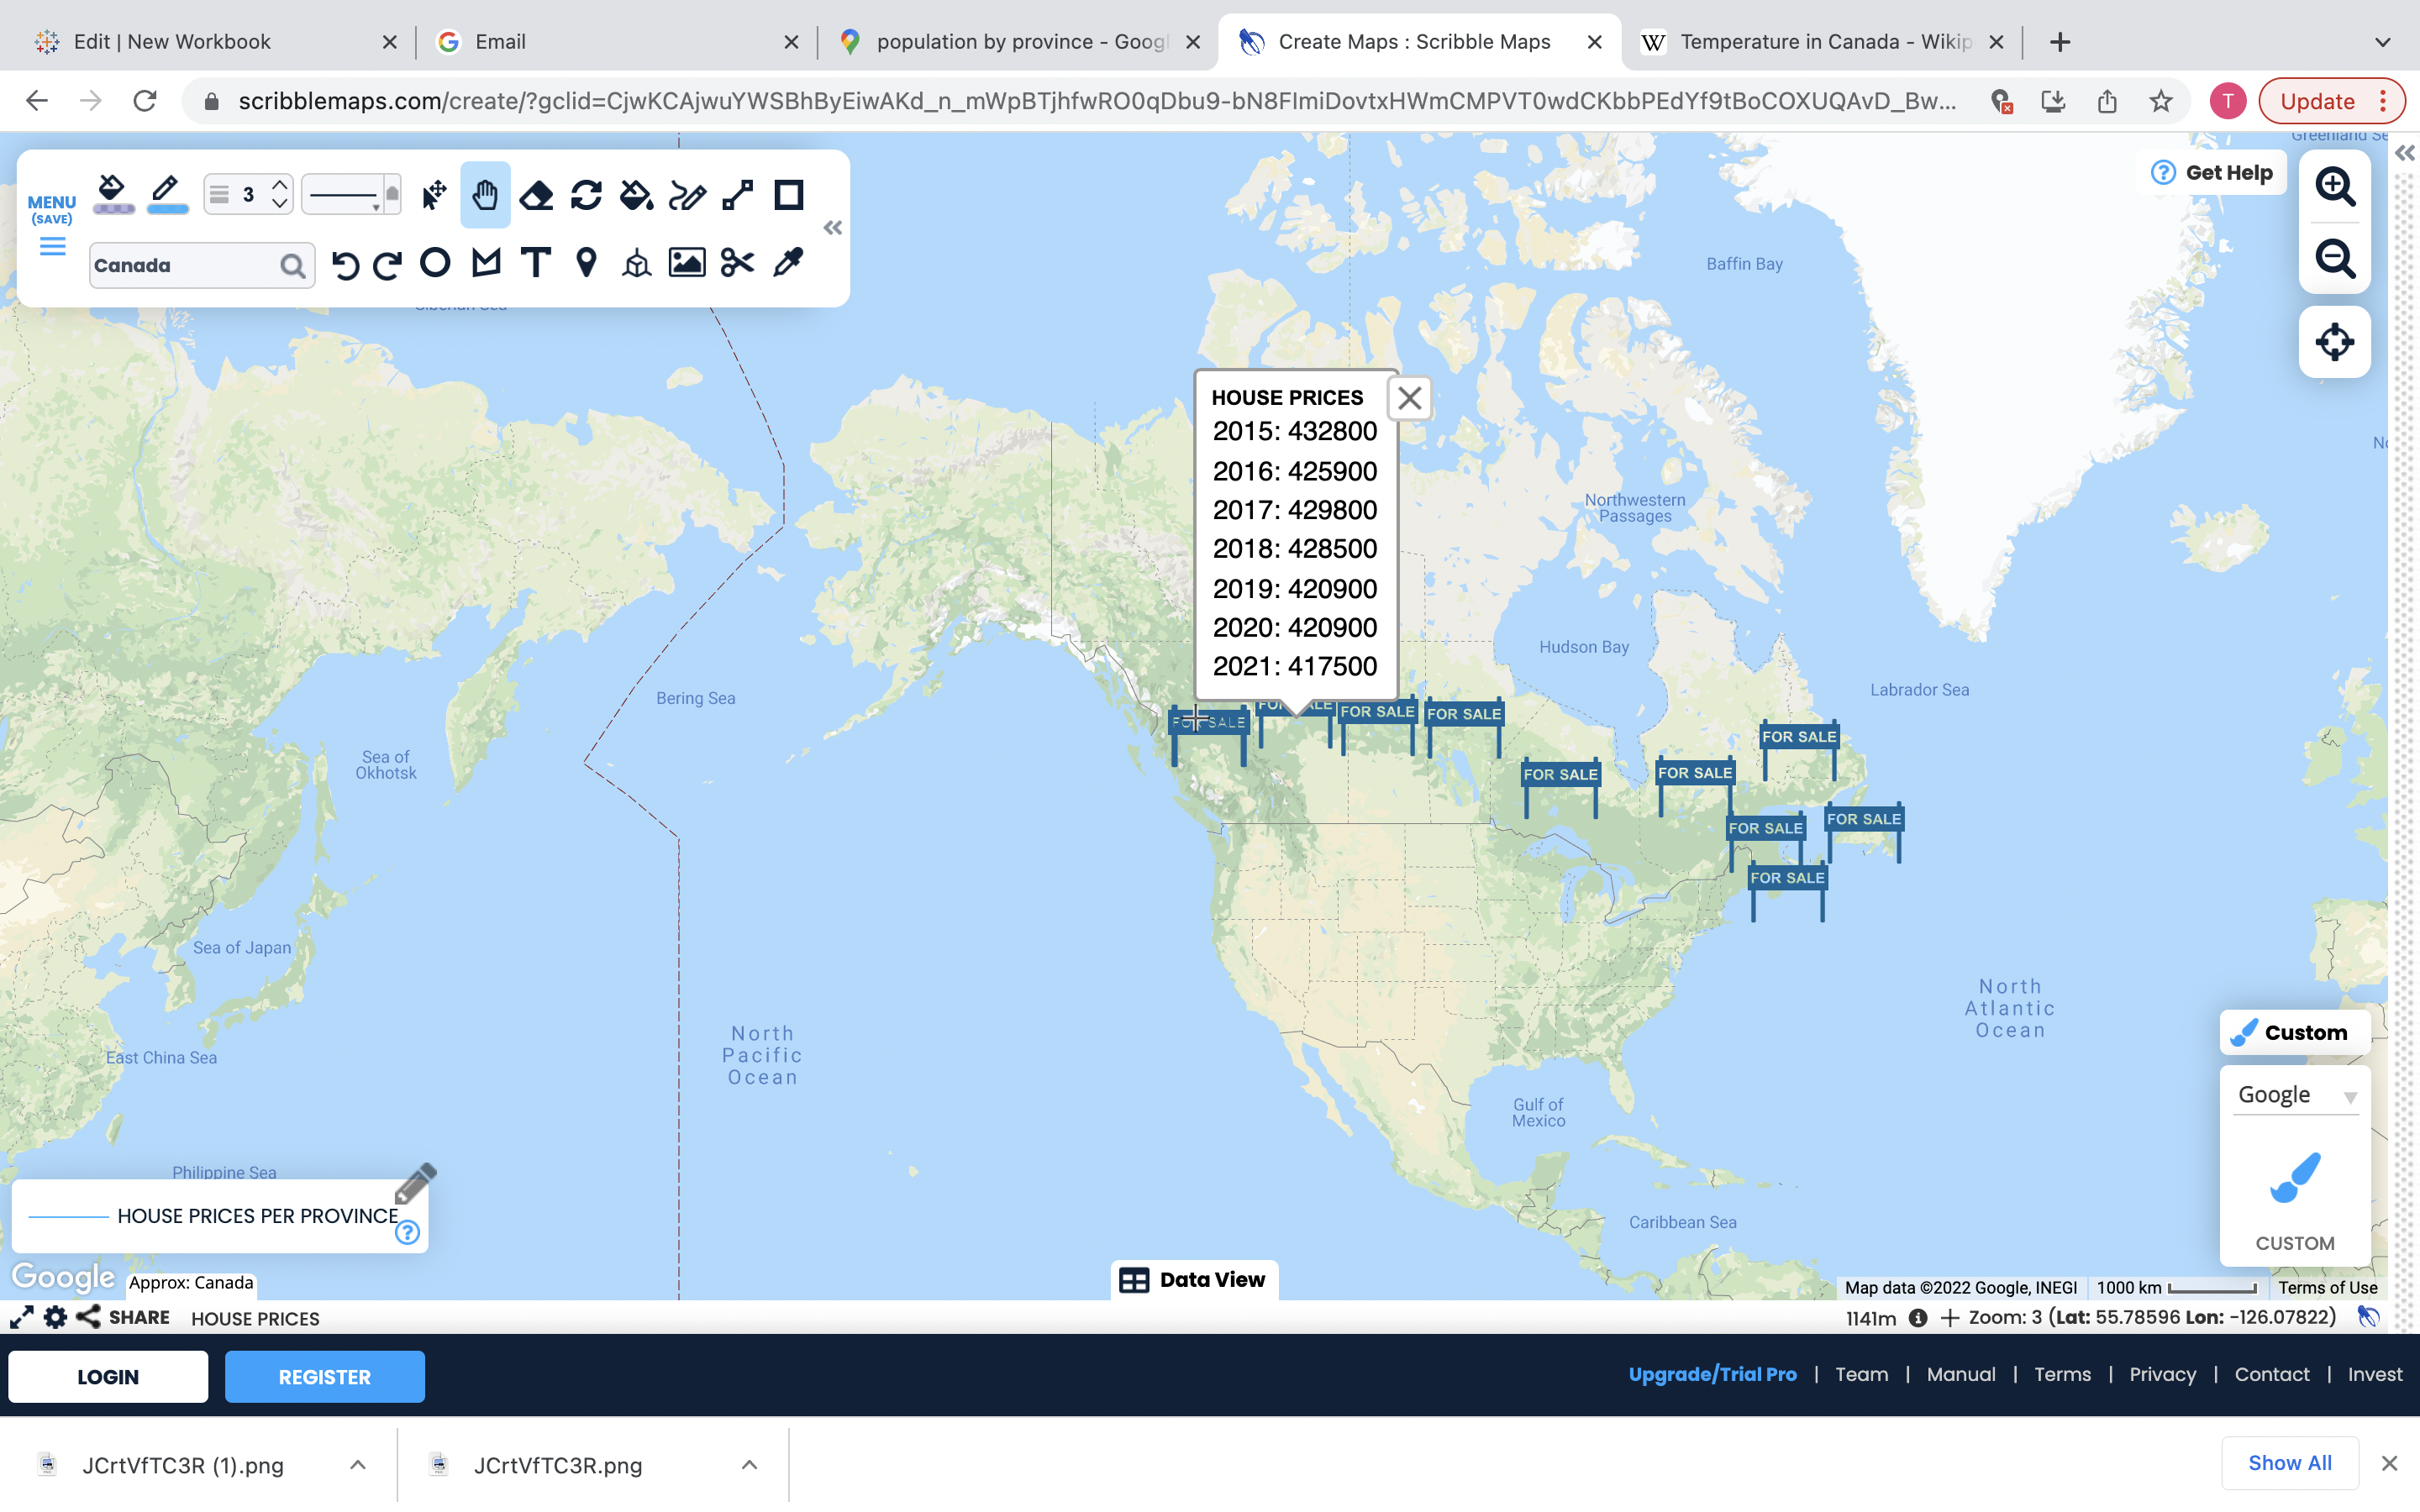 Edit | New Workbook
Email
population by province - Googl
Create Maps : Scribble Maps
W Temperature in Canada - Wikip
scribblemaps.com/create/?gclid=CjwKCAjwuYWSBhByEiwAKd_n_mWpBTjhfwRO0qDbu9-bN8FImiDovtxHWmCMPVT0wdCKbbPEdYf9tBoCOXUQAvD_Bw...
T
Update
MENU
(SAVE)
3
Canada
Get Help
Greenland Se
Siberian Sea
Baffin Bay
HOUSE PRICES
2015: 432800
2016: 425900
2017: 429800
2018: 428500
2019: 420900
2020: 420900
2021: 417500
Northwestern
Passages
Hudson Bay
Labrador Sea
Bering Sea
Sea of
Okhotsk
FOR SALE
FOR SALE
FOR SALE
FOR SALE
FOR SALE
FOR SALE
FOR SALE
FOR SALE
FOR SALE
FOR SALE
Sea of Japan
East China Sea
North
Pacific
Ocean
North
Atlantic
Ocean
Gulf of
Mexico
Caribbean Sea
Philippine Sea
Custom
Google
CUSTOM
HOUSE PRICES PER PROVINCE
Google
Approx: Canada
Data View
Map data ©2022 Google, INEGI
1000 km
Terms of Use
SHARE
HOUSE PRICES
1141m
Zoom: 3 (Lat: 55.78596 Lon: -126.07822)
LOGIN
REGISTER
Upgrade/Trial Pro | Team | Manual | Terms | Privacy | Contact | Invest
JCrtVfTC3R (1).png
JCrtVfTC3R.png
Show All